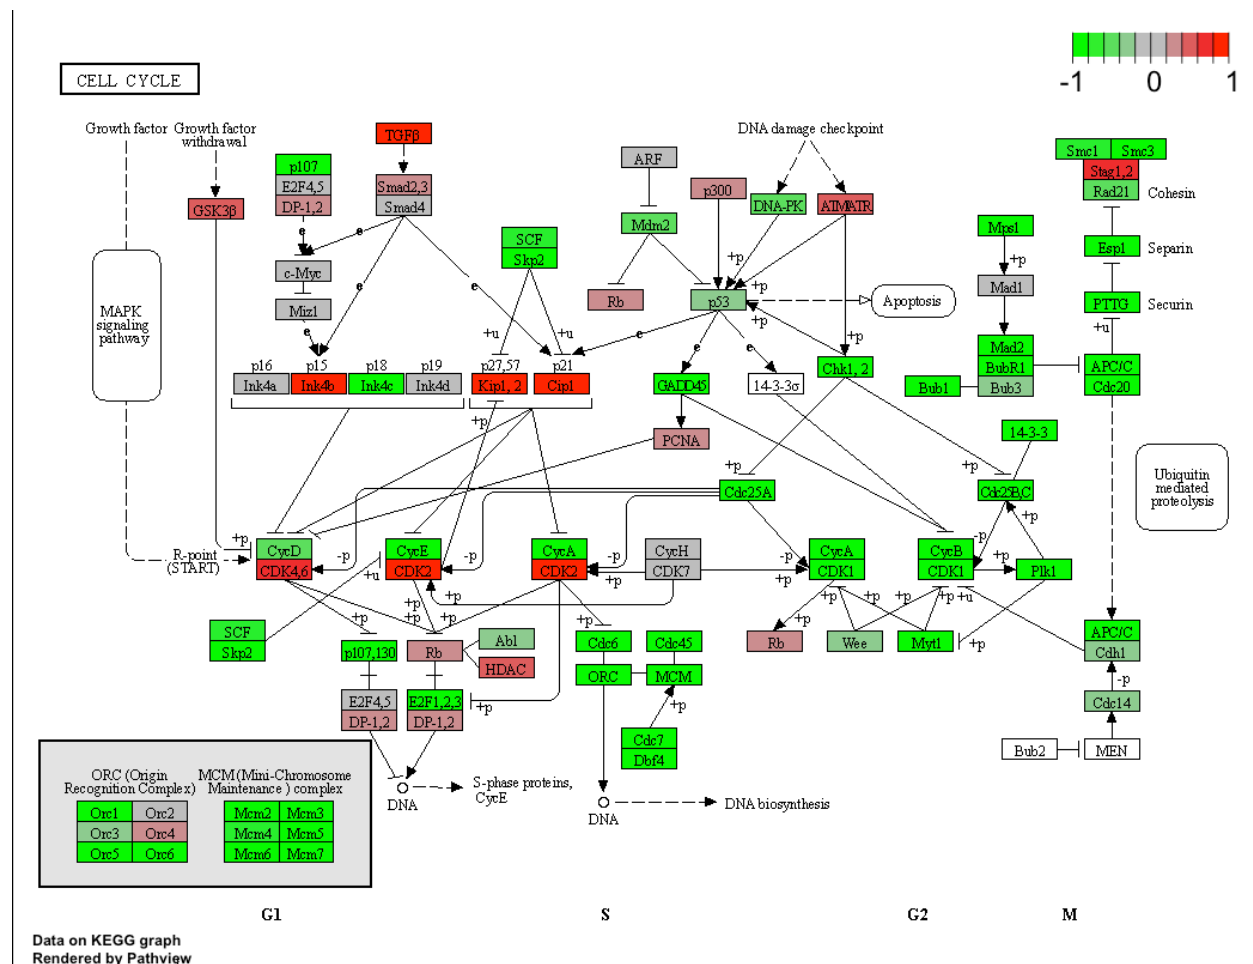 -1 0 1
CELL CYCLE
Growth factor
Growth factor
withdrawal
TGFβ
DNA damage checkpoint
Smc1 Smc3
Stag1,2
Rad21
Cohesin
p107
E2F4,5
DP-1,2
Smad2,3
Smad4
ARF
p300
DNA-PK
ATM/ATR
GSK3β
Mdm2
SCF
Skp2
Mps1
Esp1
Separin
e
e
e
e
+p
+p
c-Myc
Mad1
Miz1
Rb
p53
+p
+p
Apoptosis
PTTG
Securin
MAPK
signaling
pathway
e
+u
+u
e
e
e
+p
+u
p16
Ink4a
p15
Ink4b
p18
Ink4c
p19
Ink4d
p27,57
Kip1, 2
p21
Cip1
GADD45
14-3-3σ
Chk1, 2
Mad2
BubR1
Bub3
Bub1
APC/C
Cdc20
+p
PCNA
14-3-3
+p
+p
Cdc25A
Cdc25B,C
Ubiquitin
mediated
proteolysis
R-point
(START)
+p
CycD
CDK4,6
-p
+u
CycE
CDK2
-p
+p
CycA
CDK2
-p
+p
CycH
CDK7
-p
+p
CycA
CDK1
CycB
CDK1
-p
+p
+p
+u
Plk1
SCF
Skp2
+p
+p
+p
+p
p107,130
Rb
Abl
HDAC
Cdc6
Cdc45
ORC
MCM
+p
+p
+p
+p
Rb
Wee
Myt1
+p
APC/C
Cdh1
-p
Cdc14
E2F4,5
DP-1,2
E2F1,2,3
DP-1,2
+p
+p
Cdc7
Dbf4
Bub2
MEN
DNA
S-phase proteins,
CycE
DNA
DNA biosynthesis
ORC (Origin
Recognition Complex)
MCM (Mini-Chromosome
Maintenance ) complex
Orc1 Orc2
Orc3 Orc4
Orc5 Orc6
Mcm2 Mcm3
Mcm4 Mcm5
Mcm6 Mcm7
G1 S G2 M
Data on KEGG graph
Rendered by Pathview